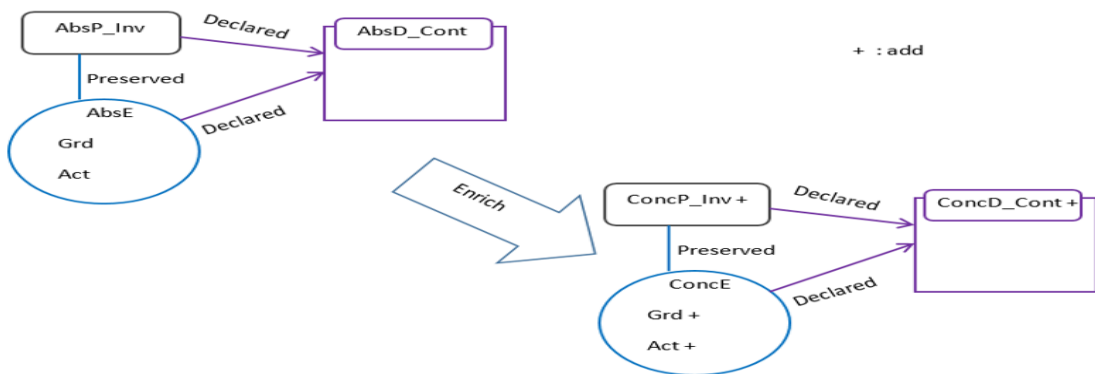 AbsP_Inv
Declared
AbsD_Cont
+ : add
Preserved
AbsE
Declared
Grd
Act
Enrich
ConcP_Inv +
Declared
ConcD_Cont +
Preserved
ConcE
Declared
Grd +
Act +